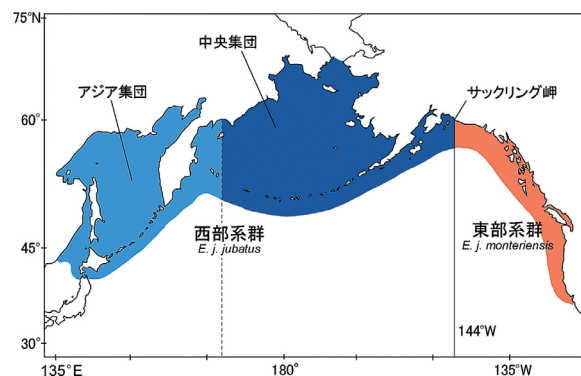 75°N
中央集団
アジア集団
サックリング岬
60°
西部系群
E. j. jubatus
東部系群
E. j. monteriensis
45°
144°W
30°
135°E
180°
135°W